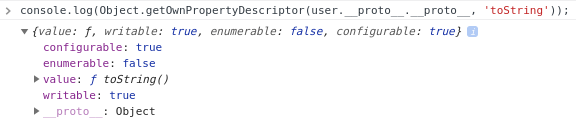 console.log(Object.getOwnPropertyDescriptor(user.__proto__.__proto__, 'toString'));
{value: ƒ, writable: true, enumerable: false, configurable: true} i
configurable: true
enumerable: false
value: ƒ toString()
writable: true
__proto__: Object